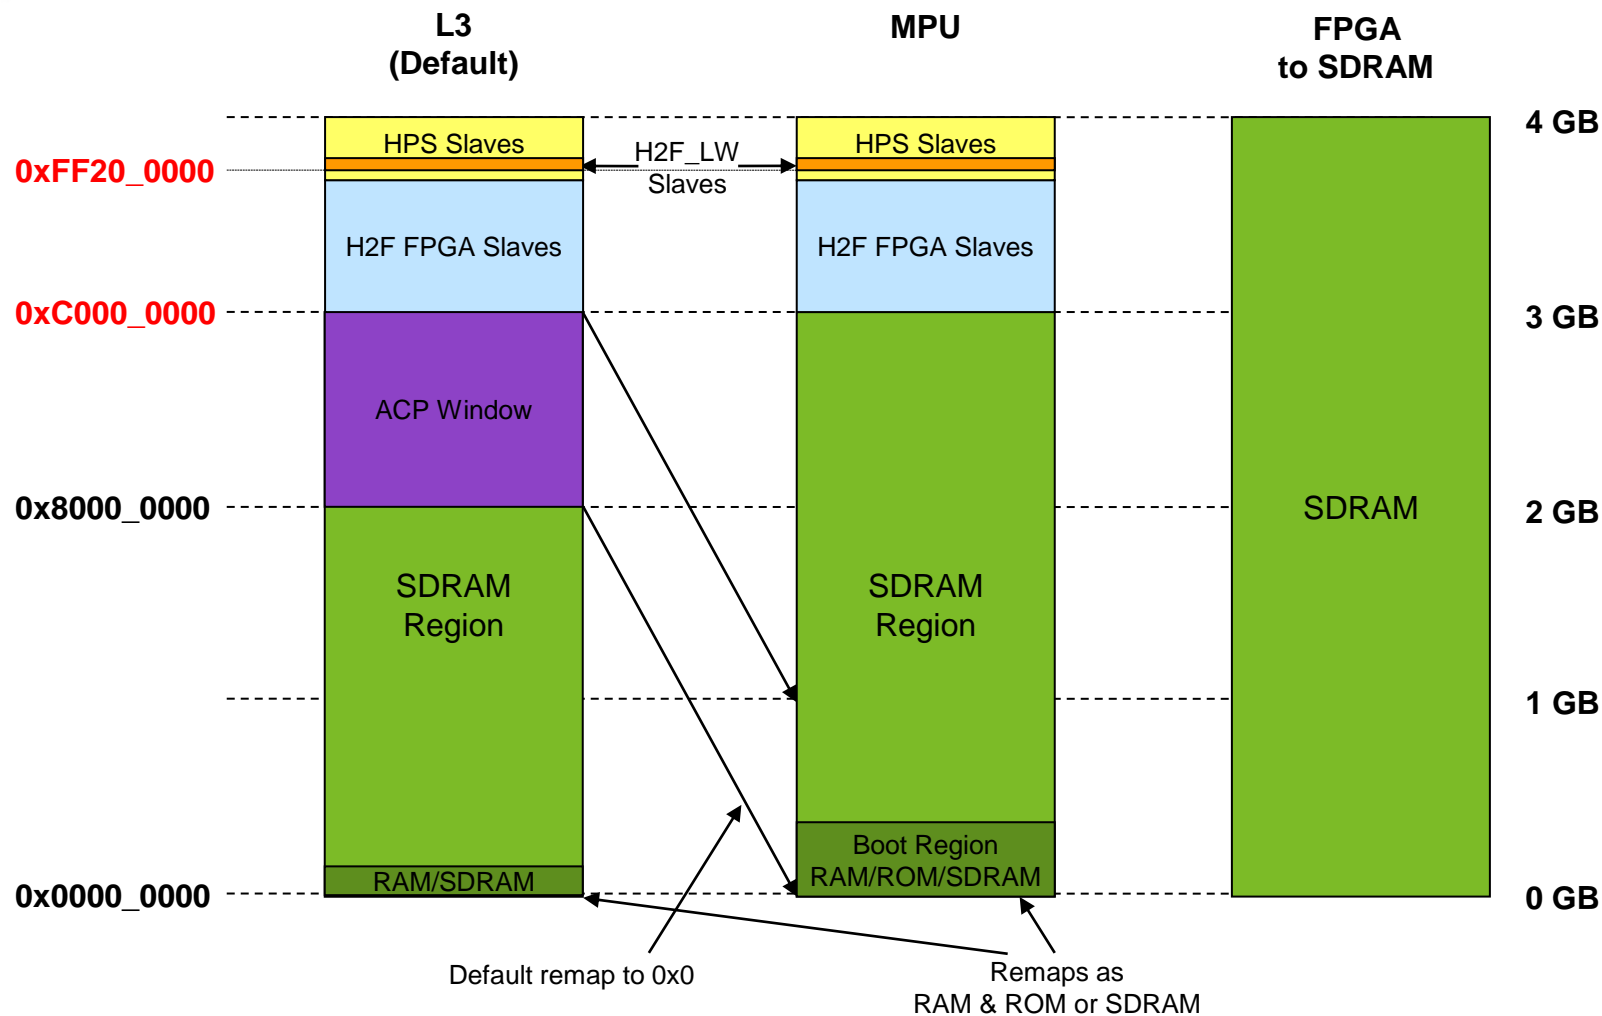 L3
(Default)
MPU
FPGA
to SDRAM
4 GB
HPS Slaves
H2F_LW
Slaves
HPS Slaves
0xFF20_0000
H2F FPGA Slaves
H2F FPGA Slaves
0xC000_0000
3 GB
ACP Window
0x8000_0000
SDRAM
2 GB
SDRAM
Region
SDRAM
Region
1 GB
Boot Region
RAM/ROM/SDRAM
RAM/SDRAM
0x0000_0000
0 GB
Default remap to 0x0
Remaps as
RAM & ROM or SDRAM